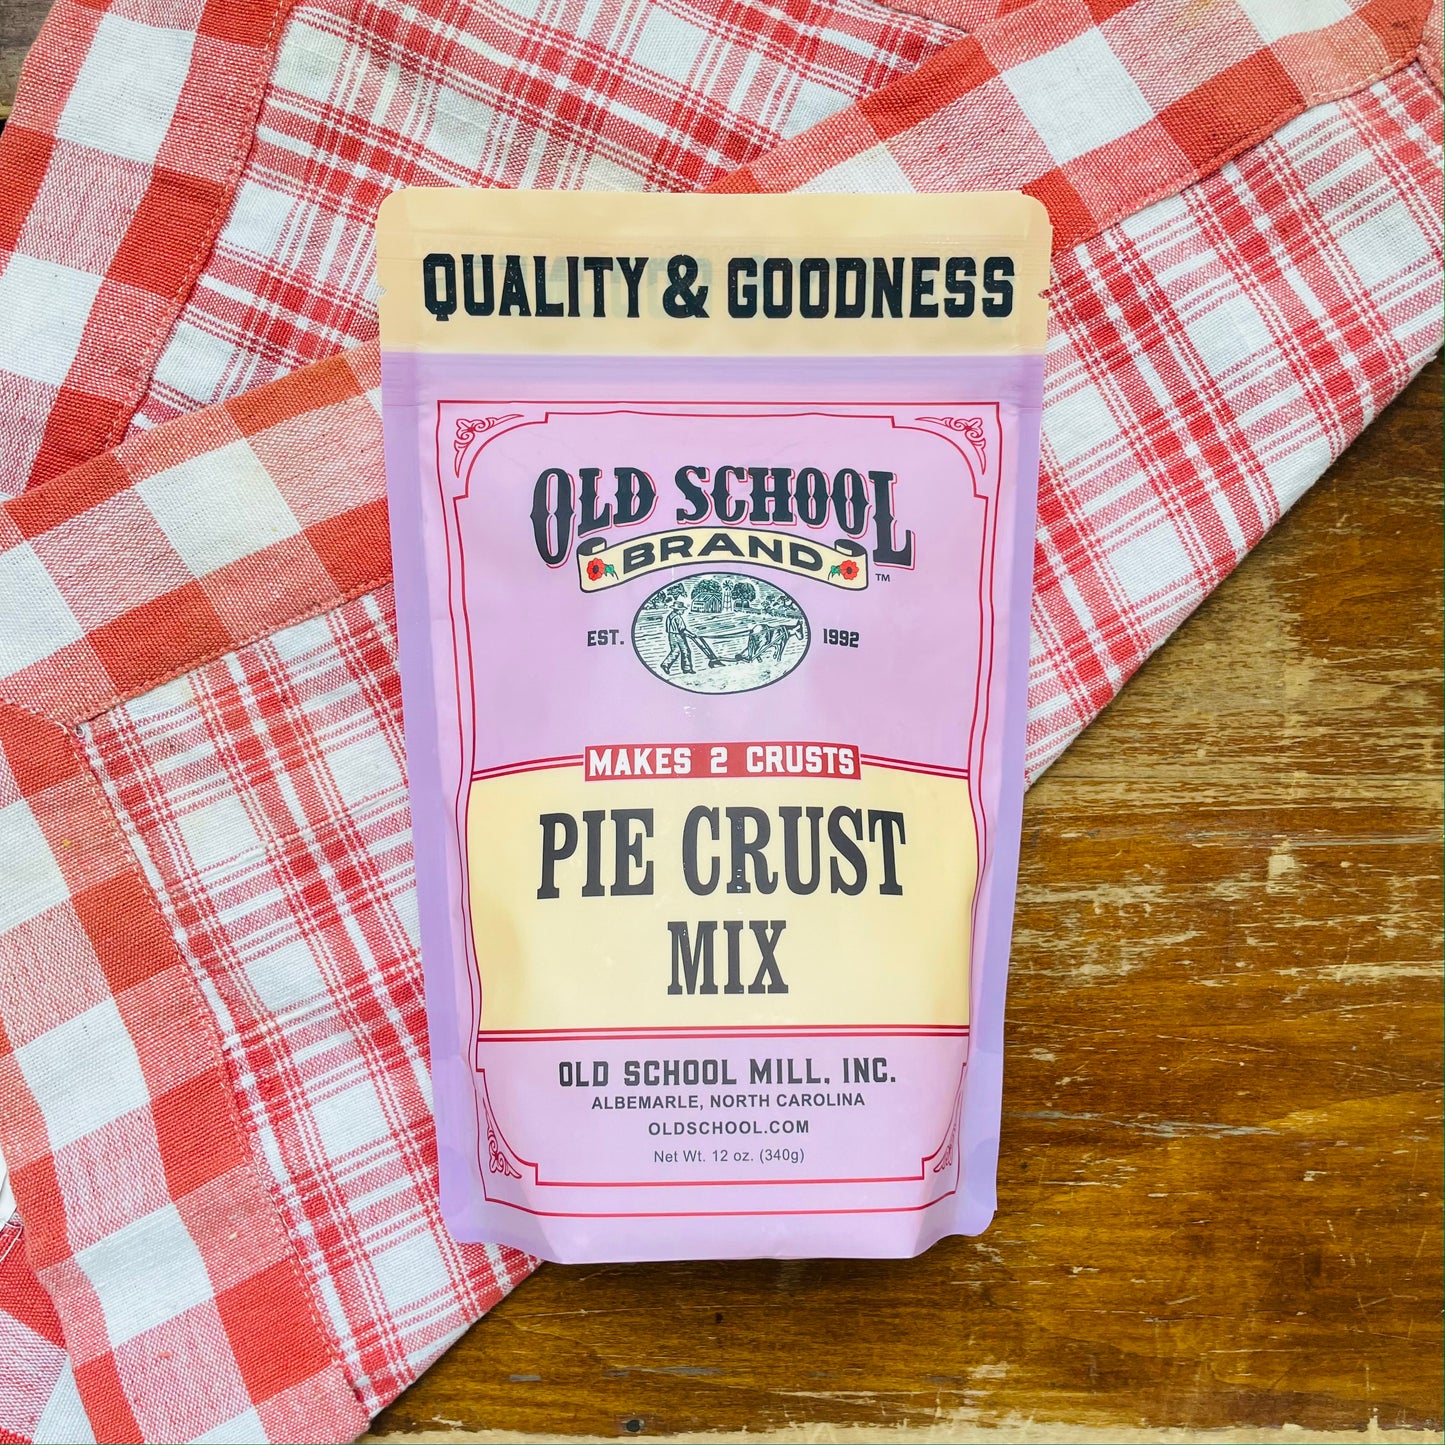 QUALITY & GOODNESS
OLD SCHOOL
BRAND
™
EST. 1992
MAKES 2 CRUSTS
PIE CRUST
MIX
OLD SCHOOL MILL, INC.
ALBEMARLE, NORTH CAROLINA
OLDSCHOOL.COM
Net Wt. 12 oz. (340g)